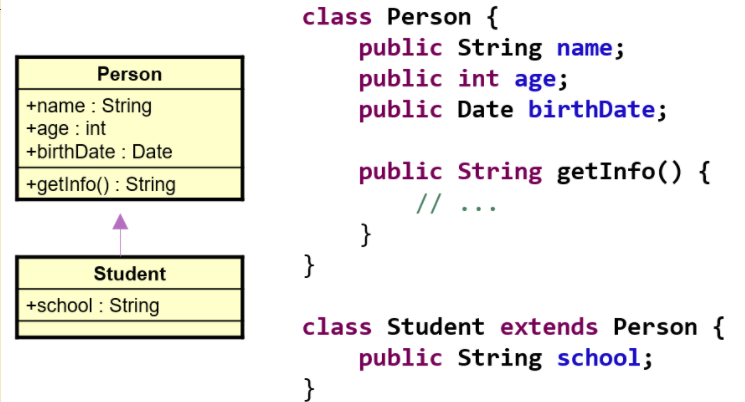 Person
+name : String
+age : int
+birthDate : Date
+getInfo() : String
Student
+school : String
class Person {
public String name;
public int age;
public Date birthDate;
public String getInfo() {
// ...
}
}
class Student extends Person {
public String school;
}